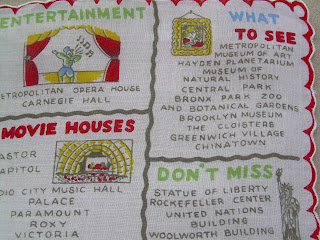 ENTERTAINMENT
METROPOLITAN OPERA HOUSE
CARNEGIE HALL
WHAT
TO SEE
METROPOLITAN
MUSEUM OF ART
HAYDEN PLANETARIUM
MUSEUM OF
NATURAL HISTORY
CENTRAL PARK
BRONX PARK ZOO
AND BOTANICAL GARDENS
BROOKLYN MUSEUM
THE CLOISTERS
GREENWICH VILLAGE
CHINATOWN
MOVIE HOUSES
ASTOR
APITOL
DIO CITY MUSIC HALL
PALACE
PARAMOUNT
ROXY
VICTORIA
DON'T MISS
STATUE OF LIBERTY
ROCKEFELLER CENTER
UNITED NATIONS
BUILDING
WOOLWORTH BUILDING